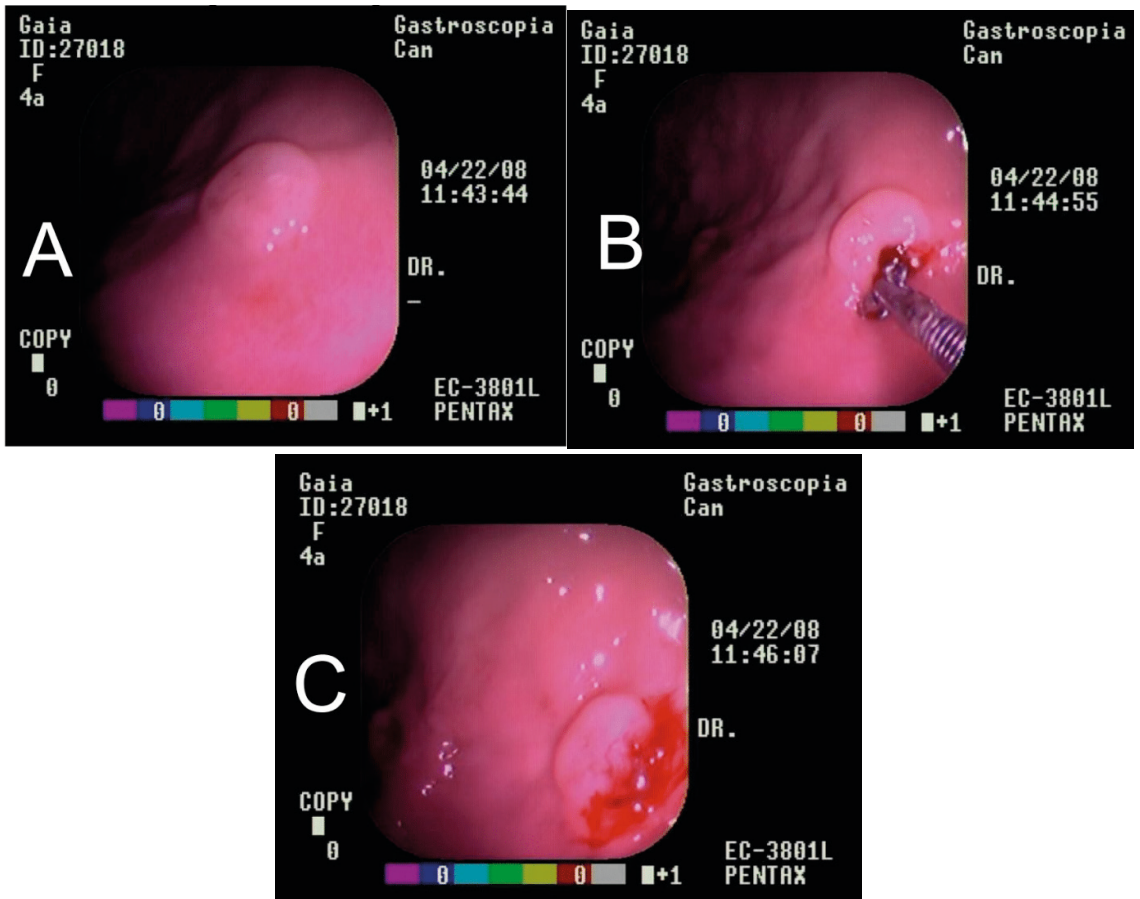 Gaia
ID:27018
F
4a
Gastroscopia
Can
04/22/08
11:43:44
A
DR.
–
COPY
0
0 0 +1
EC-3801L
PENTAX
Gaia
ID:27018
F
4a
Gastroscopia
Can
04/22/08
11:44:55
B
DR.
COPY
0
0 0 +1
EC-3801L
PENTAX
Gaia
ID:27018
F
4a
Gastroscopia
Can
04/22/08
11:46:07
C
DR.
COPY
0
0 0 +1
EC-3801L
PENTAX